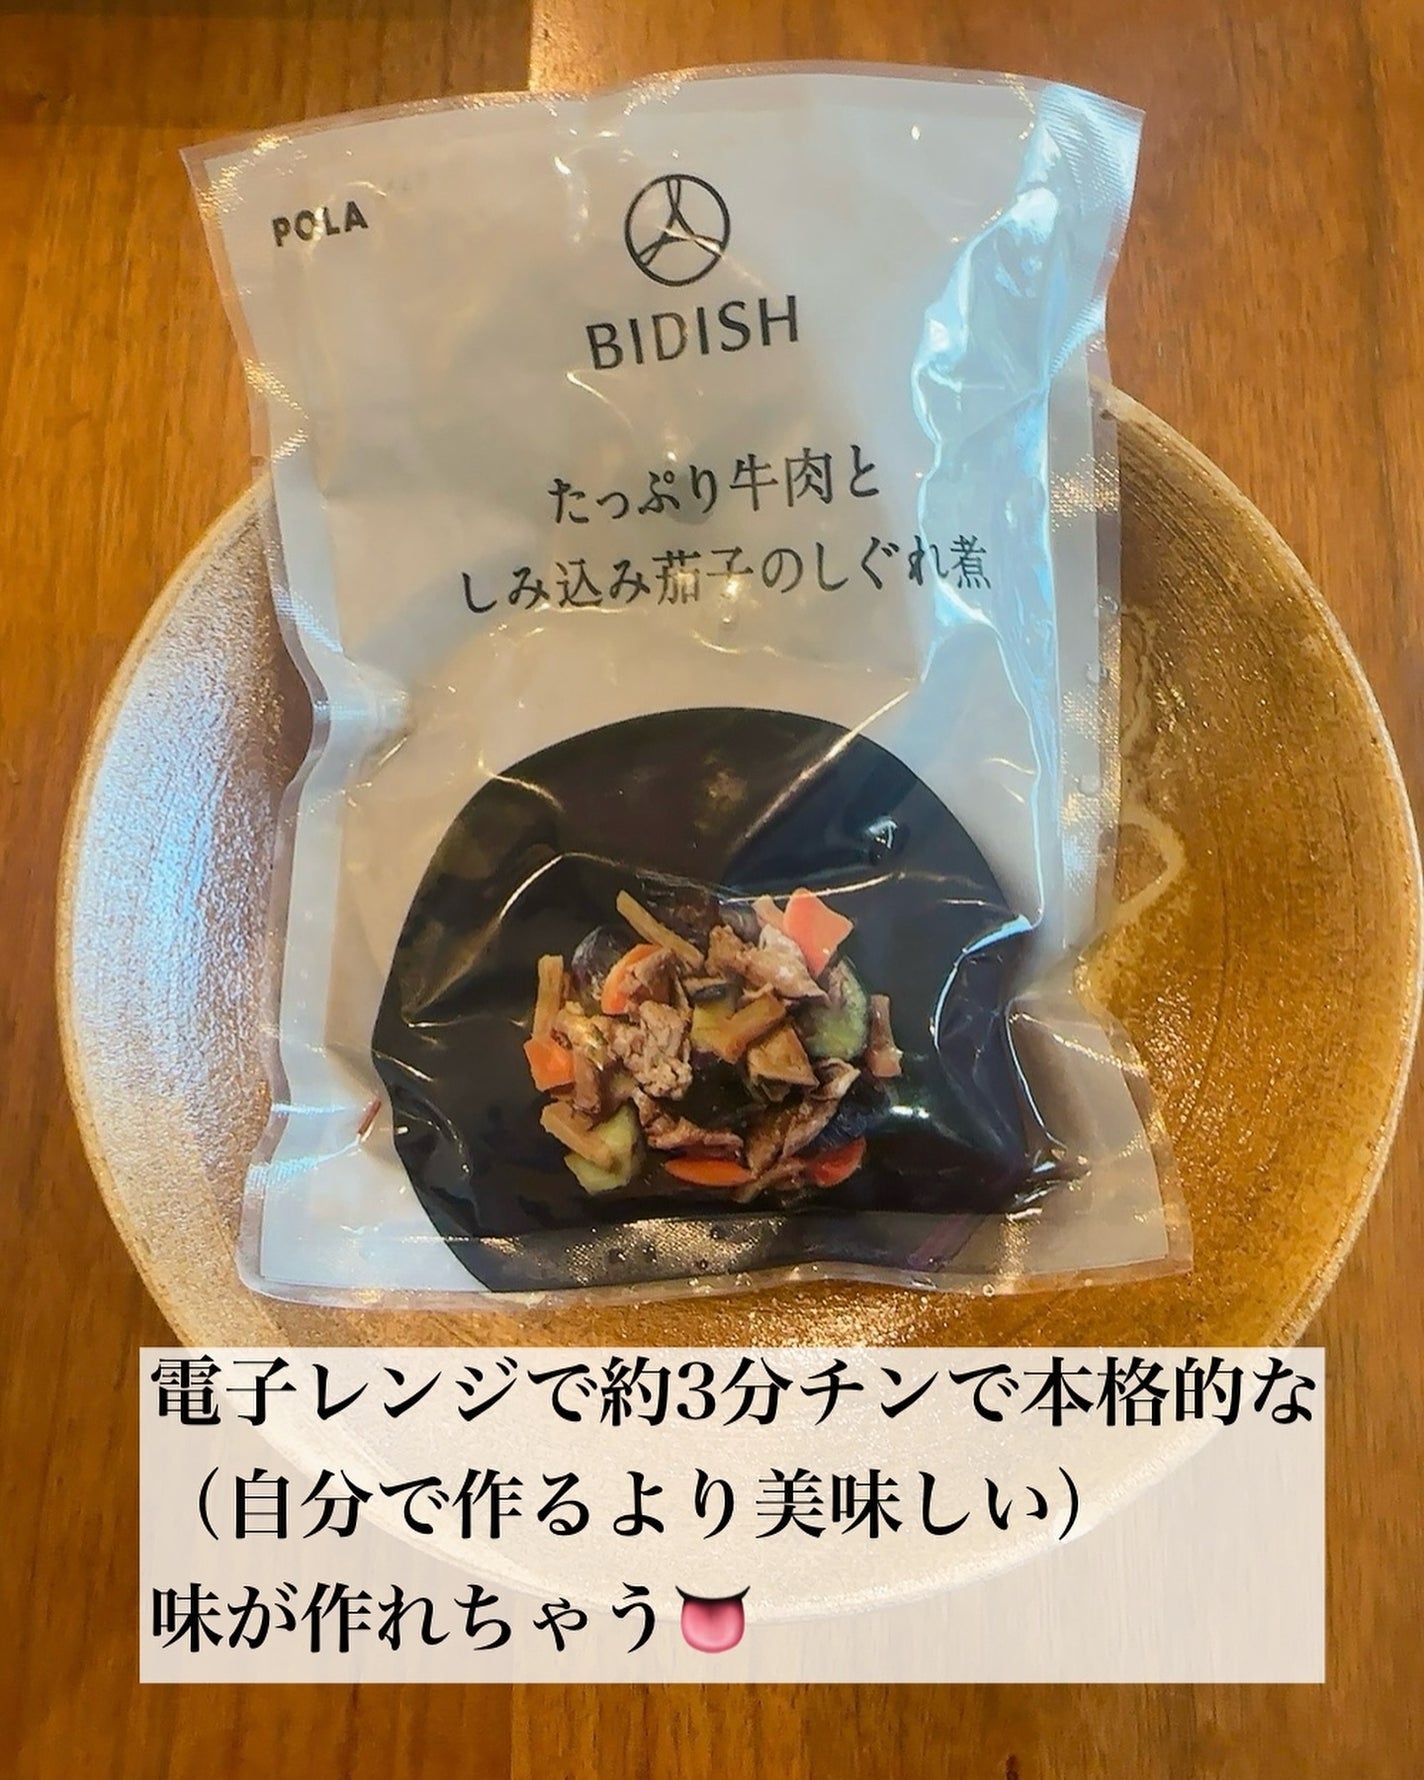 POLA
BIDISH
たっぷり牛肉と
しみ込み茄子のしぐれ煮
電子レンジで約3分チンで本格的な
（自分で作るより美味しい）
味が作れちゃう👅